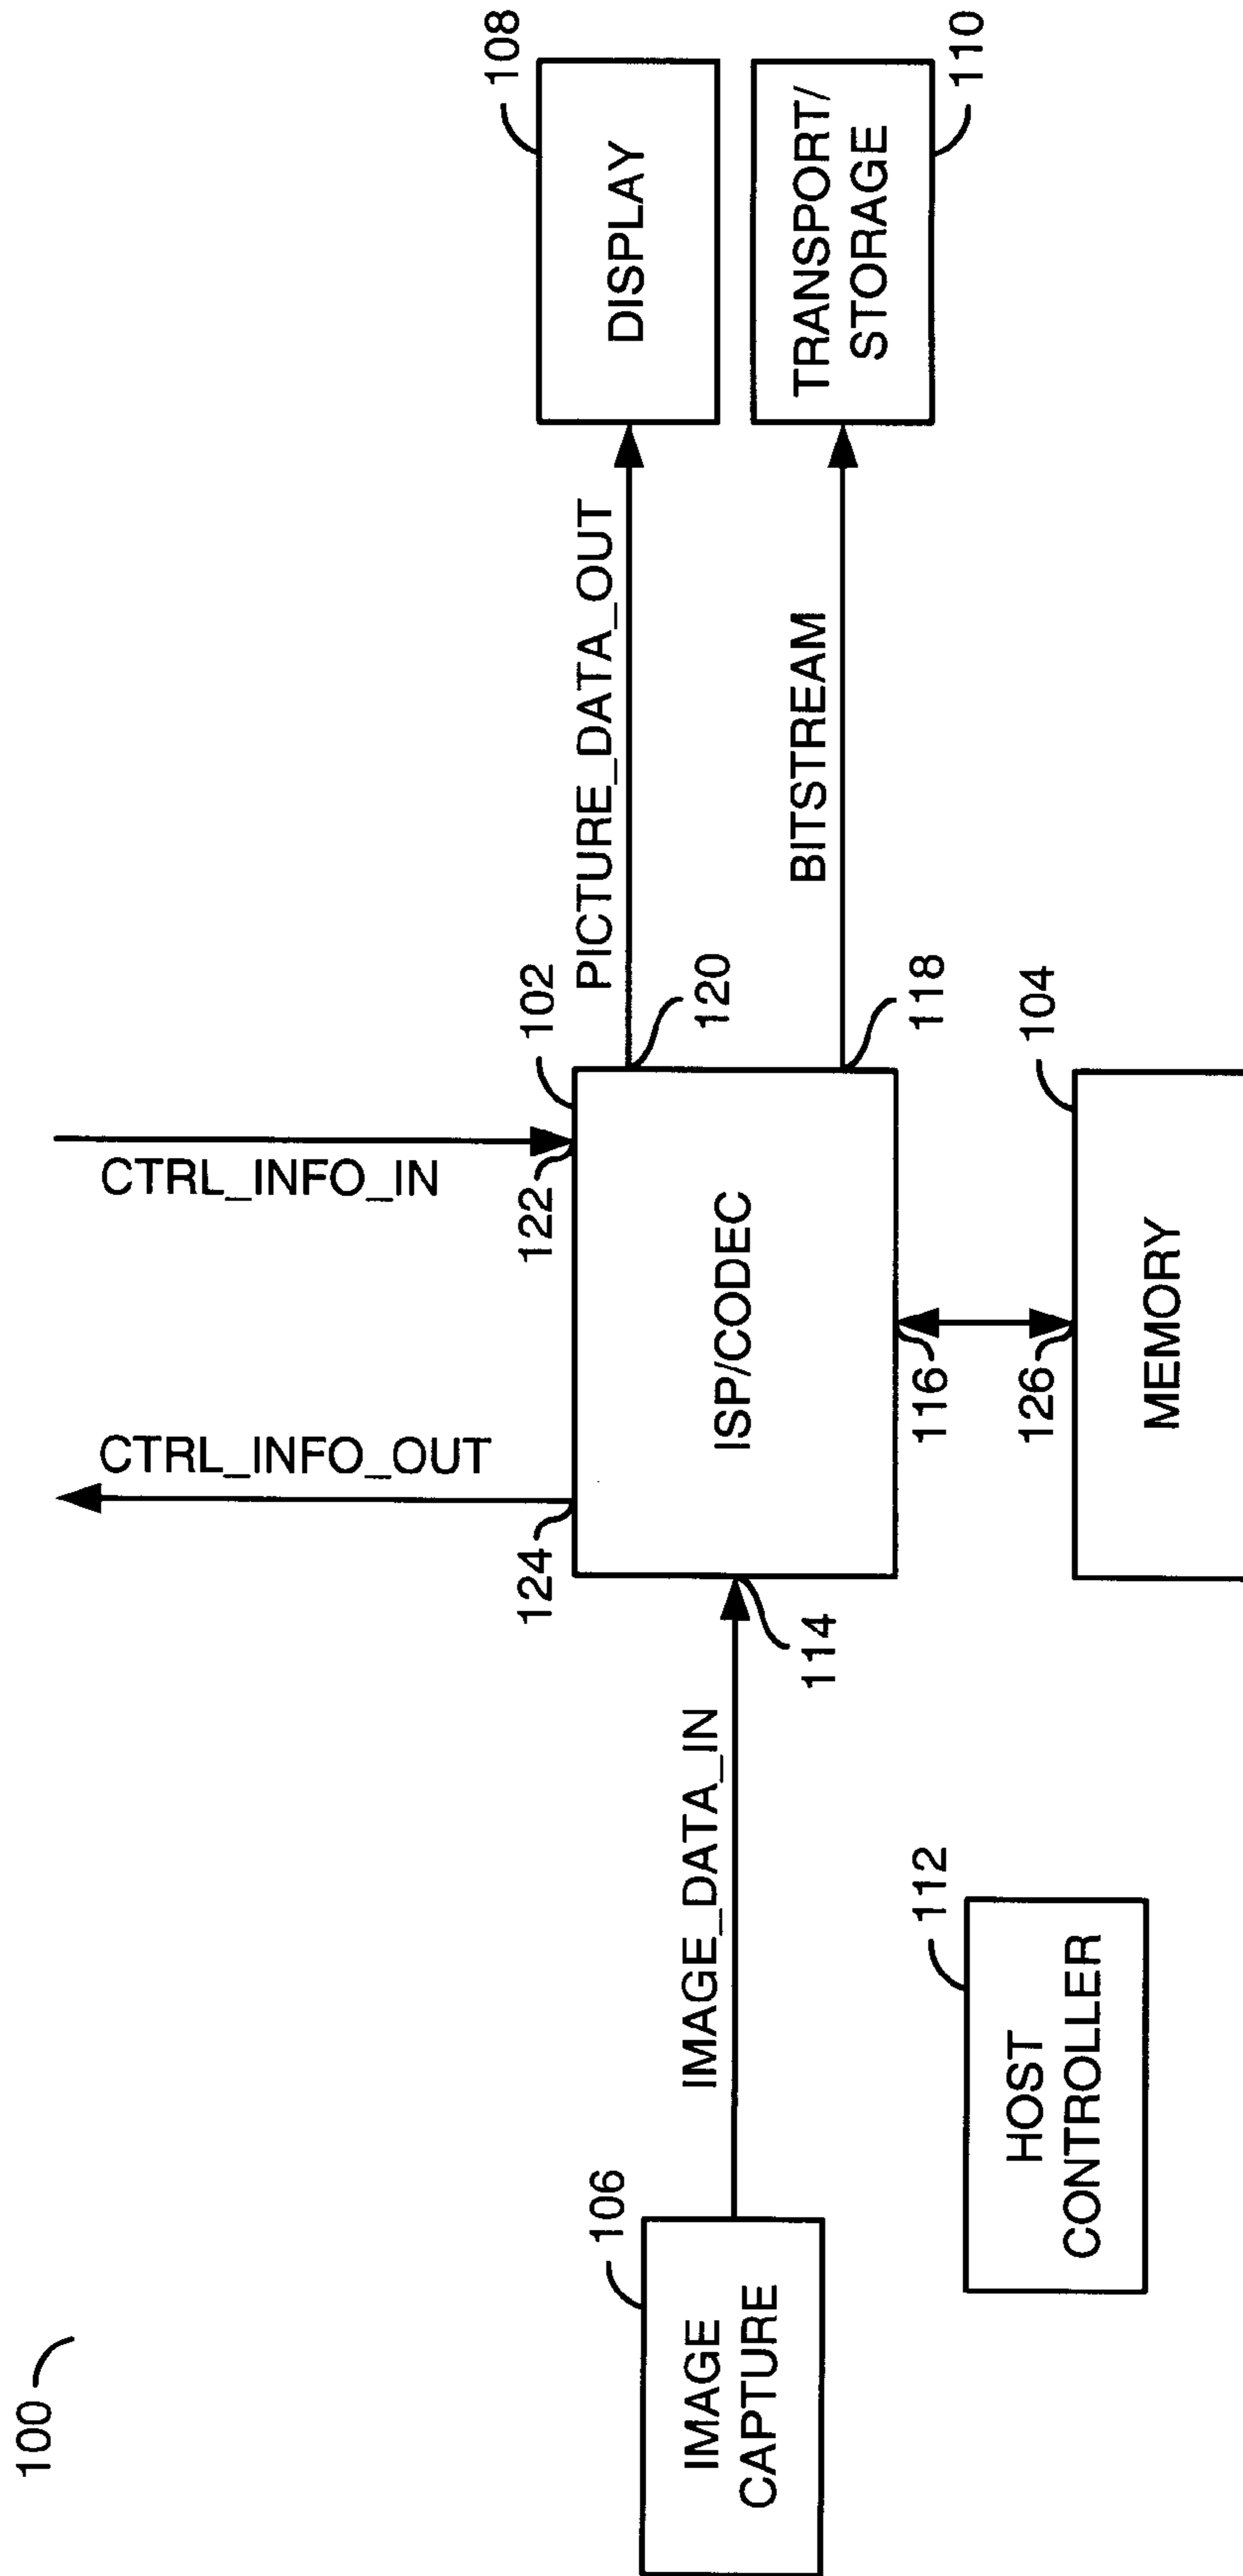 100
CTRL_INFO_OUT
CTRL_INFO_IN
108
DISPLAY
124
122
102
PICTURE_DATA_OUT
120
106
IMAGE
CAPTURE
IMAGE_DATA_IN
114
ISP/CODEC
BITSTREAM
118
TRANSPORT/
STORAGE
110
116
126
104
MEMORY
112
HOST
CONTROLLER